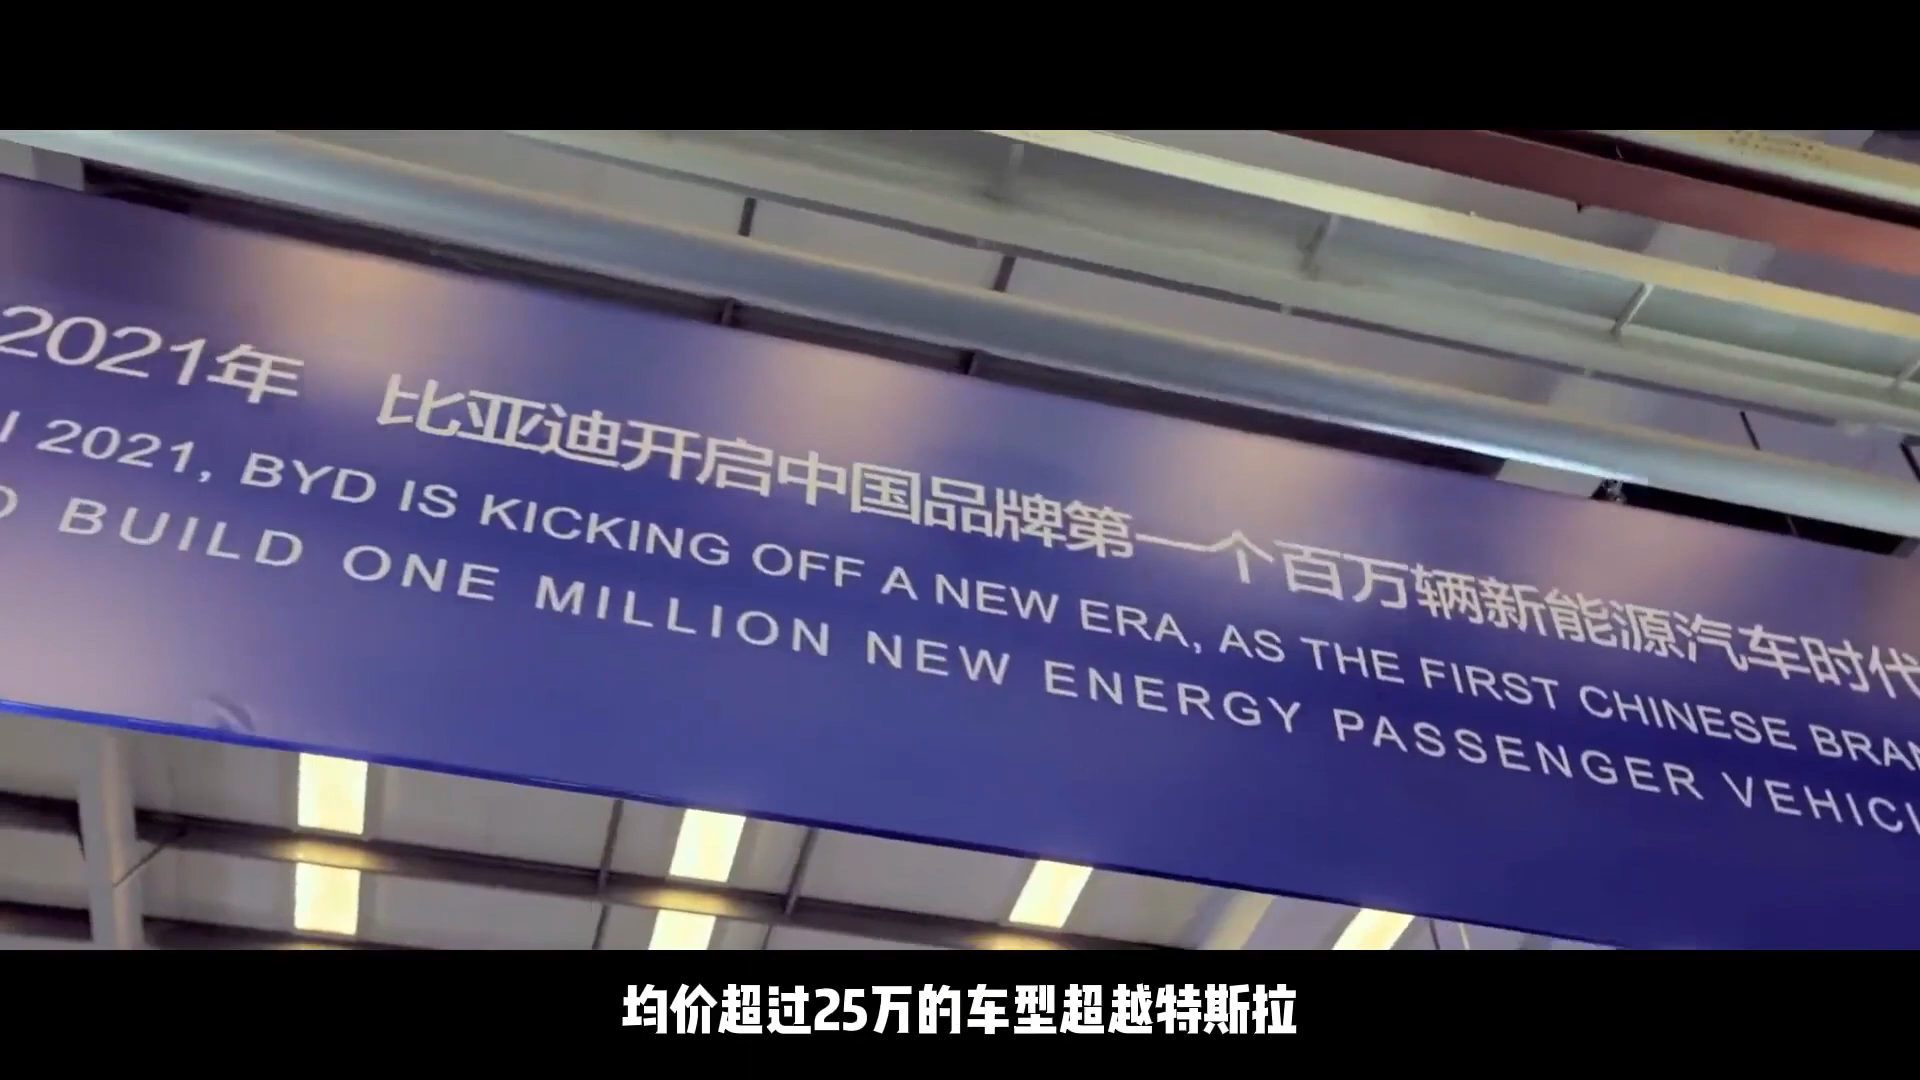 2021年 比亚迪开启中国品牌第一个百万辆新能源汽车时代
2021, BYD IS KICKING OFF A NEW ERA, AS THE FIRST CHINESE
BUILD ONE MILLION NEW ENERGY PASSENGER
均价超过25万的车型超越特斯拉